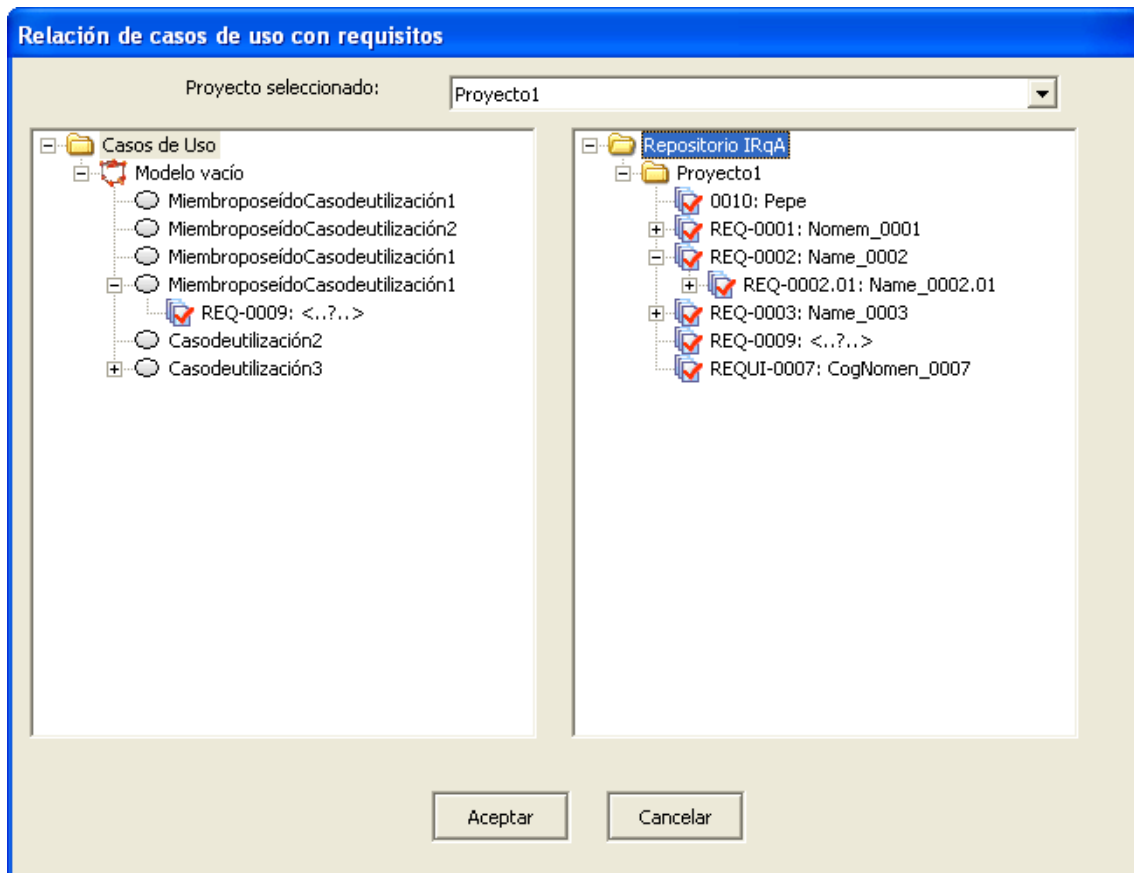 Relación de casos de uso con requisitos
Proyecto seleccionado:
Proyecto1
Casos de Uso
Modelo vacío
MiembroposeídoCasodeutilización1
MiembroposeídoCasodeutilización2
MiembroposeídoCasodeutilización1
MiembroposeídoCasodeutilización1
REQ-0009: <..?..>
Casodeutilización2
Casodeutilización3
Repositorio IRqA
Proyecto1
0010: Pepe
REQ-0001: Nomem_0001
REQ-0002: Name_0002
REQ-0002.01: Name_0002.01
REQ-0003: Name_0003
REQ-0009: <..?..>
REQUI-0007: CogNomen_0007
Aceptar
Cancelar